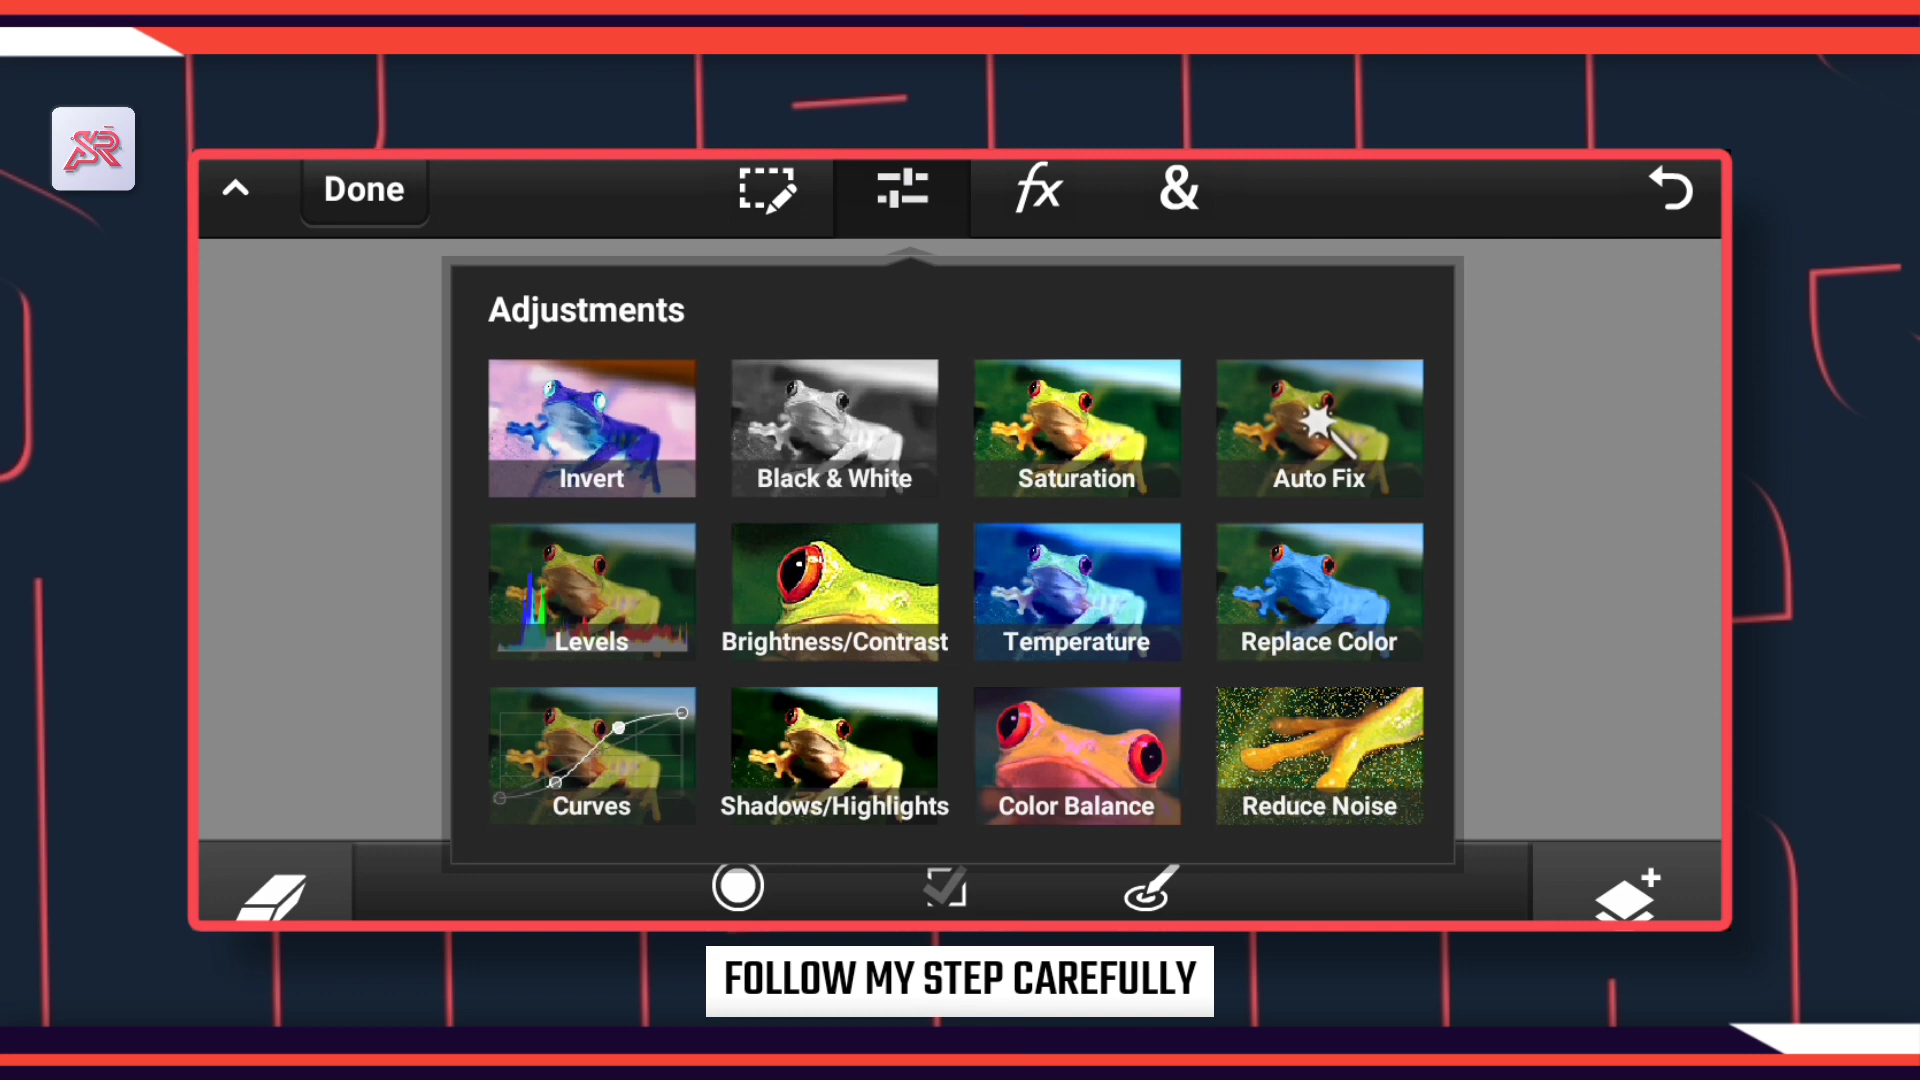 Done
fx
&
Adjustments
Invert
Black & White
Saturation
Auto Fix
Levels
Brightness/Contrast
Temperature
Replace Color
Curves
Shadows/Highlights
Color Balance
Reduce Noise
FOLLOW MY STEP CAREFULLY